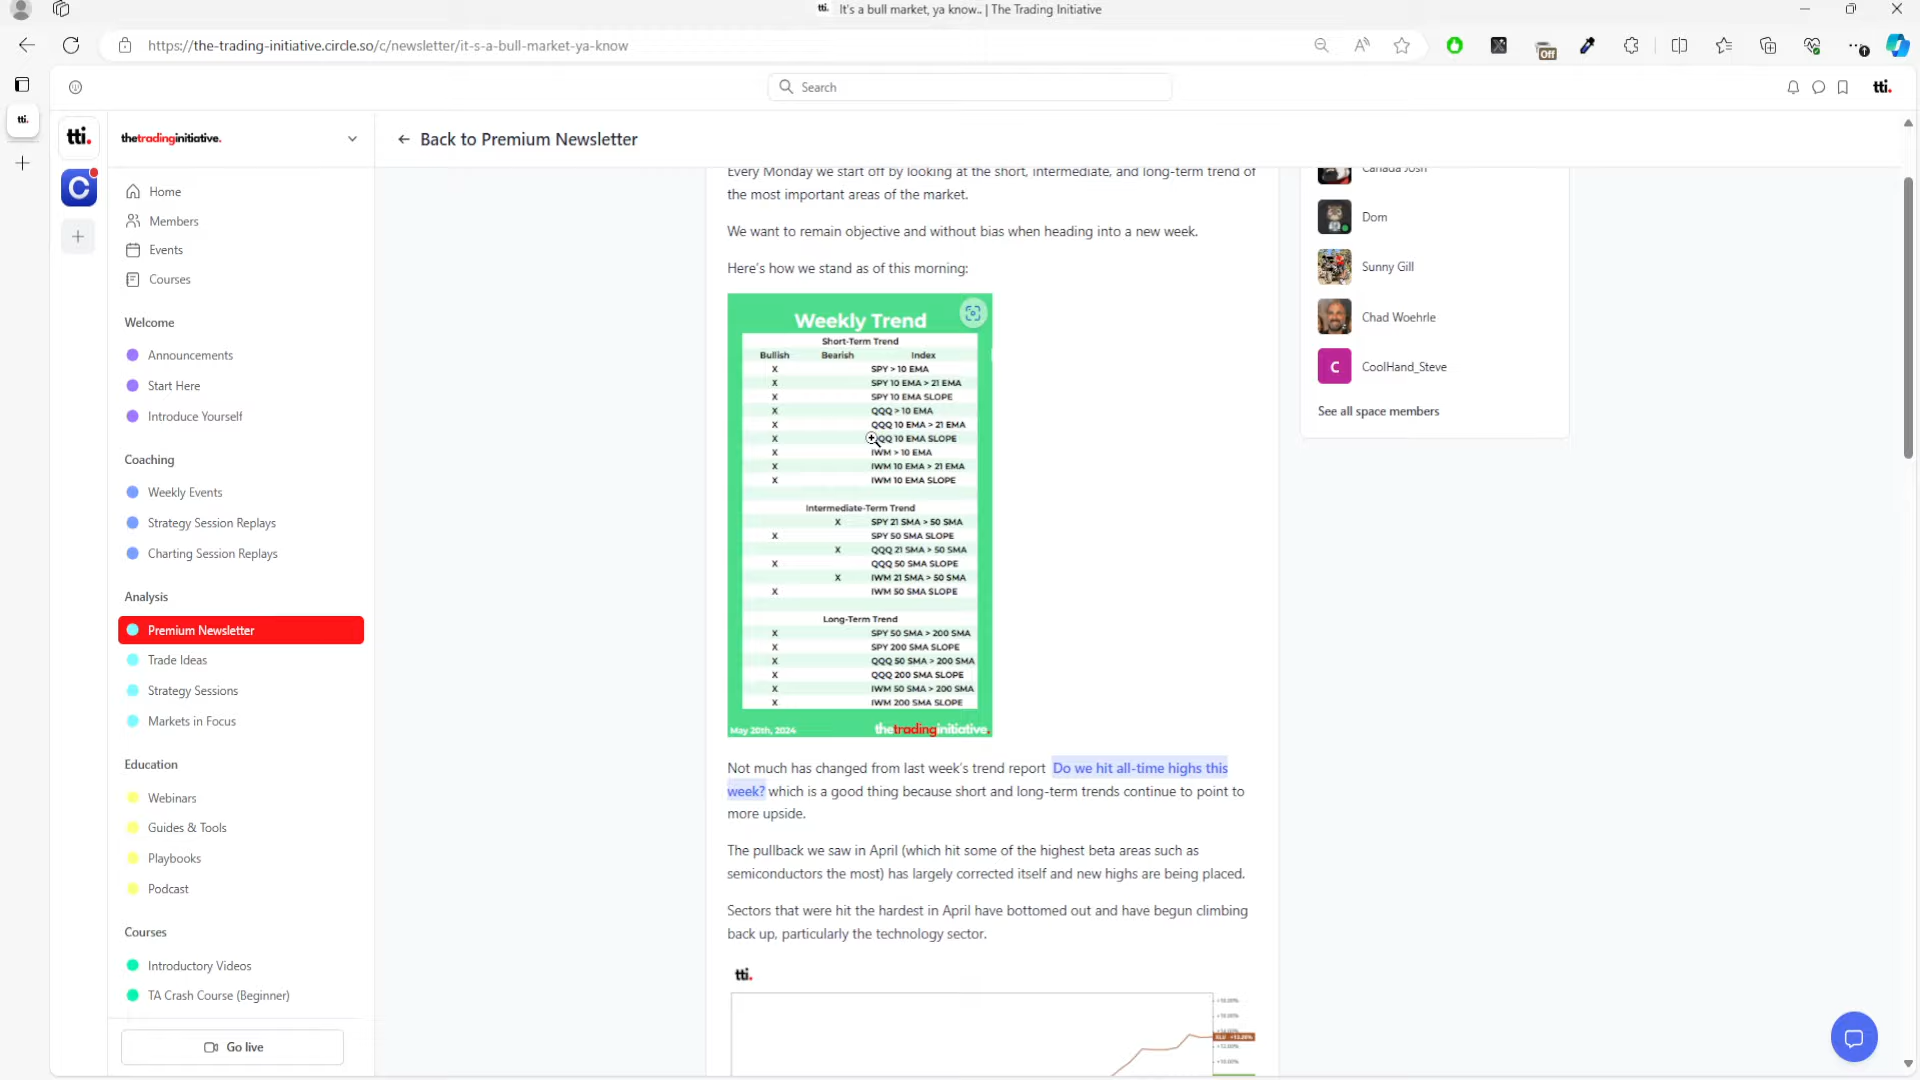 tti. It's a bull market, ya know.. | The Trading Initiative
https://the-trading-initiative.circle.so/c/newsletter/it-s-a-bull-market-ya-know
Off
Search
tti.
tti.
tti.
thetradinginitiative.
← Back to Premium Newsletter
C
Home
Members
Events
Courses
Welcome
Announcements
Start Here
Introduce Yourself
Coaching
Weekly Events
Strategy Session Replays
Charting Session Replays
Analysis
Premium Newsletter
Trade Ideas
Strategy Sessions
Markets in Focus
Education
Webinars
Guides & Tools
Playbooks
Podcast
Courses
Introductory Videos
TA Crash Course (Beginner)
Go live
Every Monday we start off by looking at the short, intermediate, and long-term trend of
the most important areas of the market.
We want to remain objective and without bias when heading into a new week.
Here's how we stand as of this morning:
Weekly Trend
Short-Term Trend
Bullish Bearish Index
X SPY > 10 EMA
X SPY 10 EMA > 21 EMA
X SPY 10 EMA SLOPE
X QQQ > 10 EMA
X QQQ 10 EMA > 21 EMA
X QQQ 10 EMA SLOPE
X IWM > 10 EMA
X IWM 10 EMA > 21 EMA
X IWM 10 EMA SLOPE
Intermediate-Term Trend
X SPY 21 SMA > 50 SMA
X SPY 50 SMA SLOPE
X QQQ 21 SMA > 50 SMA
X QQQ 50 SMA SLOPE
X IWM 21 SMA > 50 SMA
X IWM 50 SMA SLOPE
Long-Term Trend
X SPY 50 SMA > 200 SMA
X SPY 200 SMA SLOPE
X QQQ 50 SMA > 200 SMA
X QQQ 200 SMA SLOPE
X IWM 50 SMA > 200 SMA
X IWM 200 SMA SLOPE
May 20th, 2024 thetradinginitiative.
Not much has changed from last week's trend report Do we hit all-time highs this
week? which is a good thing because short and long-term trends continue to point to
more upside.
The pullback we saw in April (which hit some of the highest beta areas such as
semiconductors the most) has largely corrected itself and new highs are being placed.
Sectors that were hit the hardest in April have bottomed out and have begun climbing
back up, particularly the technology sector.
tti.
Canada Josh
Dom
Sunny Gill
Chad Woehrle
C CoolHand_Steve
See all space members